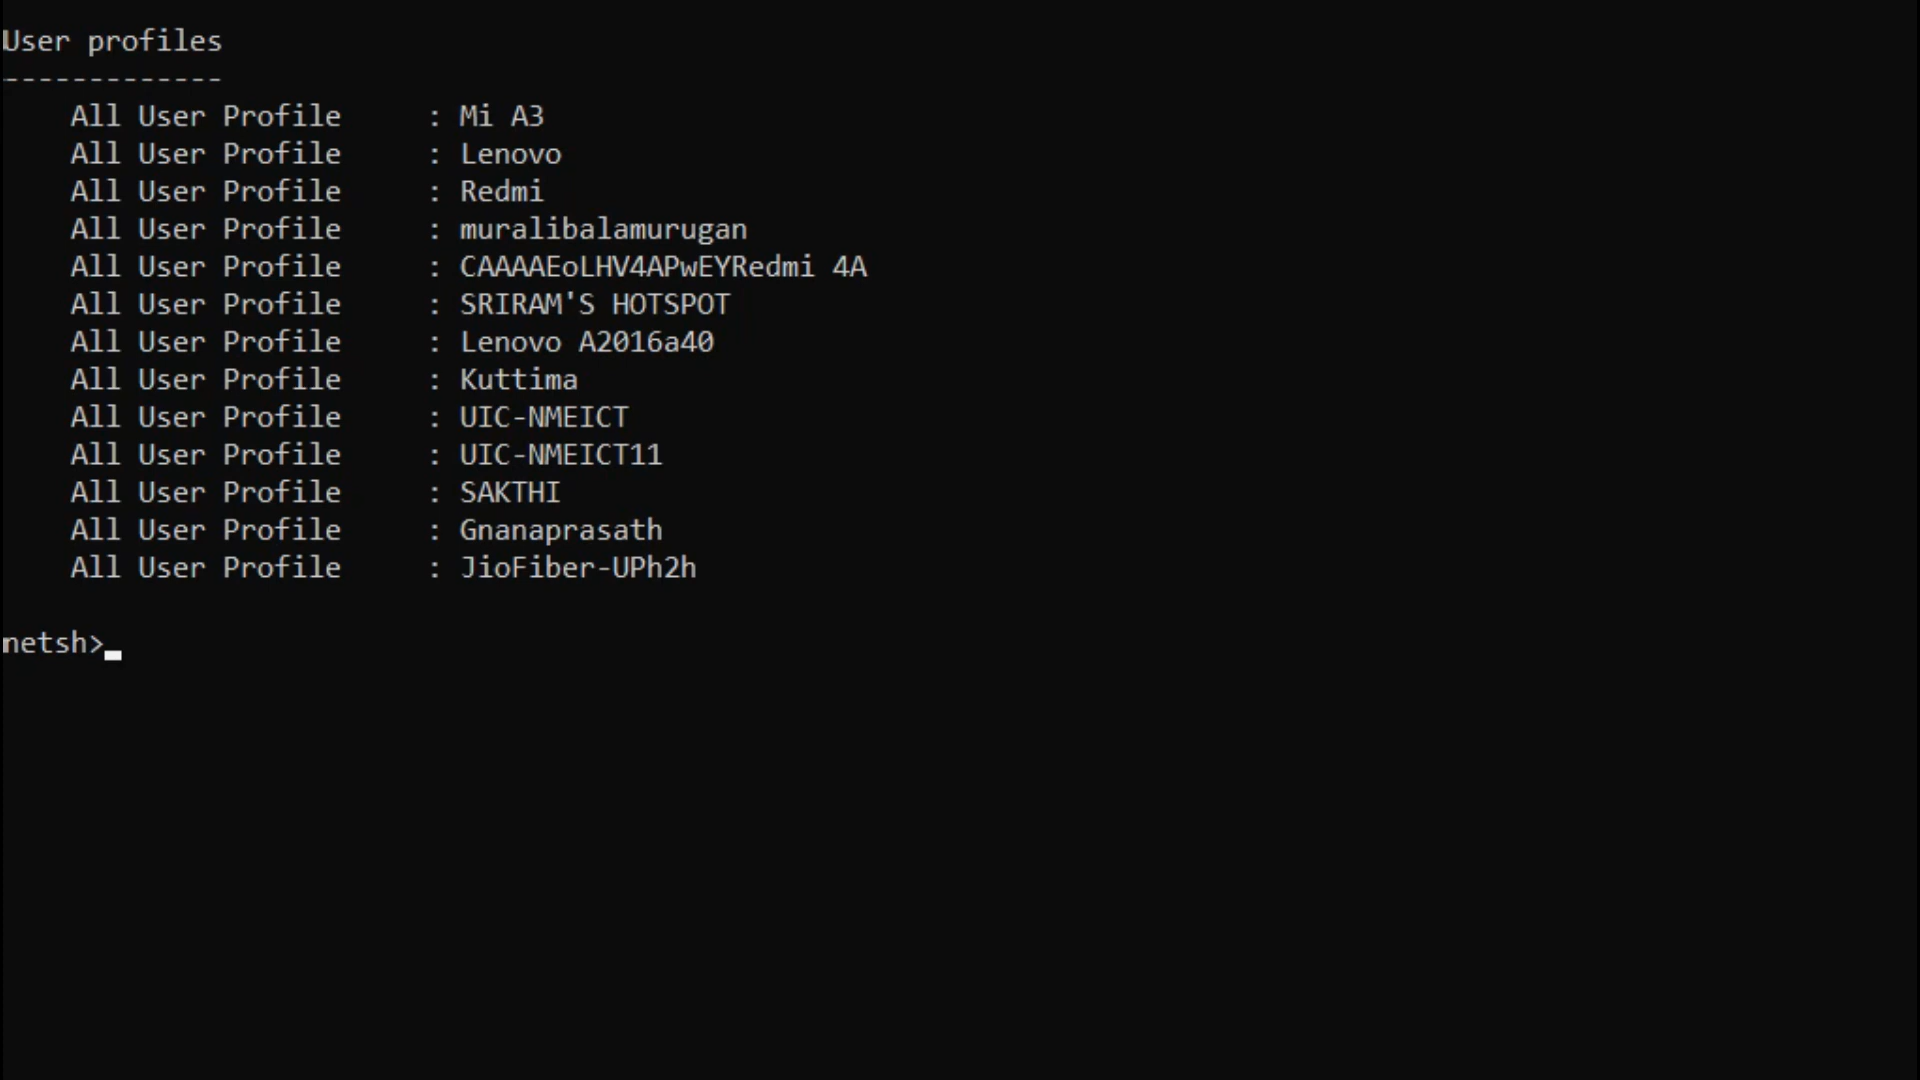 User profiles
-------------
    All User Profile     : Mi A3
    All User Profile     : Lenovo
    All User Profile     : Redmi
    All User Profile     : muralibalamurugan
    All User Profile     : CAAAAEoLHV4APwEYRedmi 4A
    All User Profile     : SRIRAM'S HOTSPOT
    All User Profile     : Lenovo A2016a40
    All User Profile     : Kuttima
    All User Profile     : UIC-NMEICT
    All User Profile     : UIC-NMEICT11
    All User Profile     : SAKTHI
    All User Profile     : Gnanaprasath
    All User Profile     : JioFiber-UPh2h
netsh>